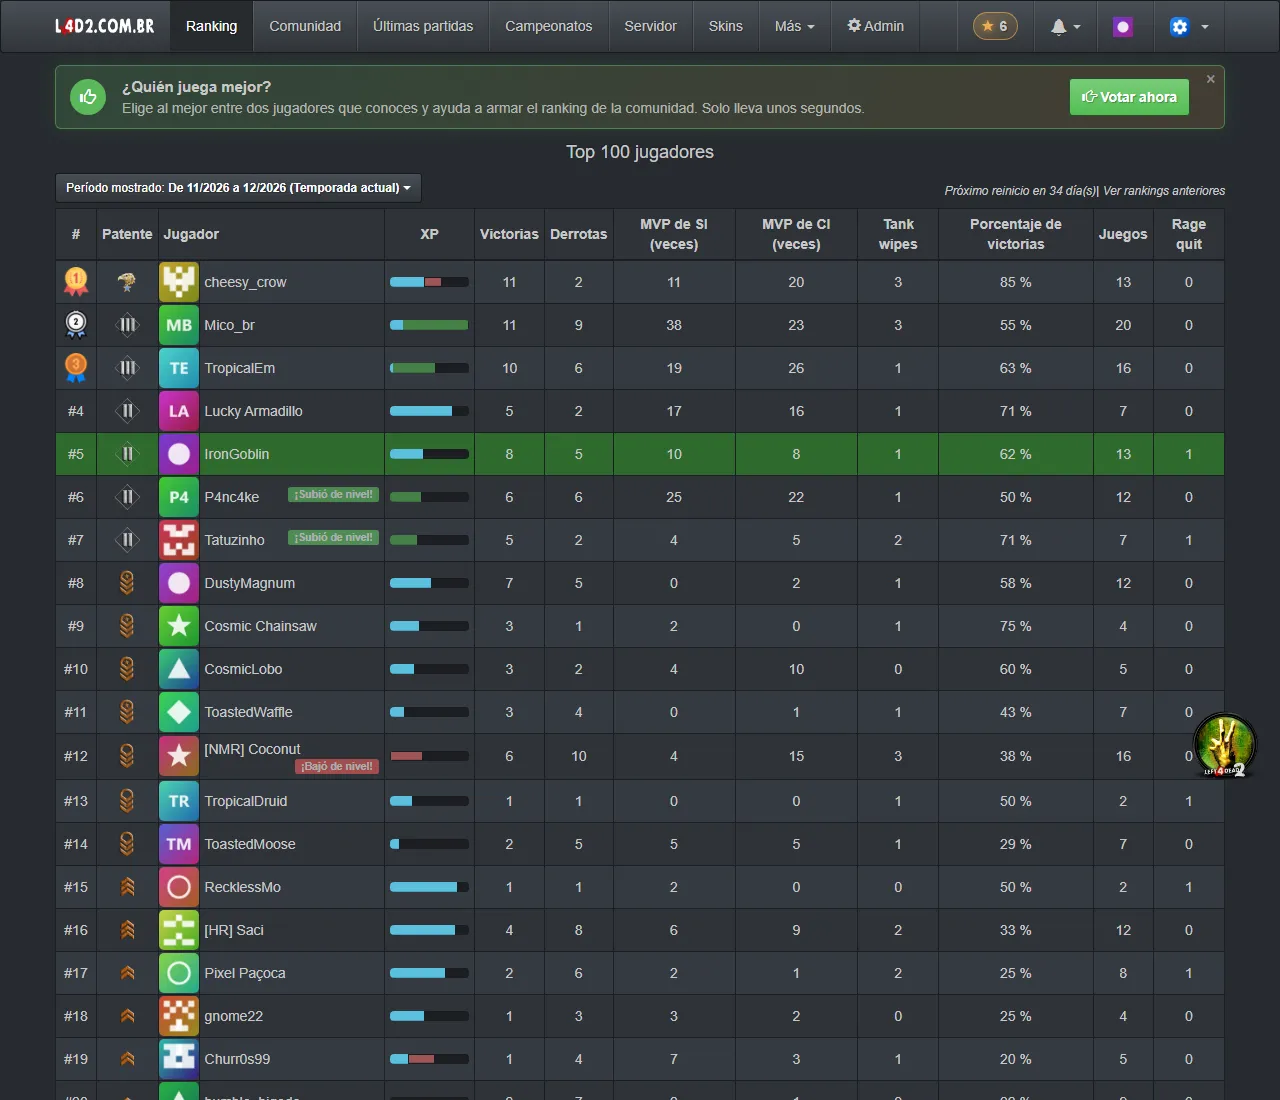 L4D2.COM.BR Ranking Comunidad Últimas partidas Campeonatos Servidor Skins Más Admin 6
¿Quién juega mejor?
Elige al mejor entre dos jugadores que conoces y ayuda a armar el ranking de la comunidad. Solo lleva unos segundos.
Votar ahora
×
Top 100 jugadores
Período mostrado: De 11/2026 a 12/2026 (Temporada actual)
Próximo reinicio en 34 día(s)| Ver rankings anteriores
# Patente Jugador XP Victorias Derrotas MVP de SI (veces) MVP de CI (veces) Tank wipes Porcentaje de victorias Juegos Rage quit
1 cheesy_crow 11 2 11 20 3 85 % 13 0
2 MB Mico_br 11 9 38 23 3 55 % 20 0
3 TE TropicalEm 10 6 19 26 1 63 % 16 0
#4 LA Lucky Armadillo 5 2 17 16 1 71 % 7 0
#5 IronGoblin 8 5 10 8 1 62 % 13 1
#6 P4 P4nc4ke ¡Subió de nivel! 6 6 25 22 1 50 % 12 0
#7 Tatuzinho ¡Subió de nivel! 5 2 4 5 2 71 % 7 1
#8 DustyMagnum 7 5 0 2 1 58 % 12 0
#9 Cosmic Chainsaw 3 1 2 0 1 75 % 4 0
#10 CosmicLobo 3 2 4 10 0 60 % 5 0
#11 ToastedWaffle 3 4 0 1 1 43 % 7 0
#12 [NMR] Coconut ¡Bajó de nivel! 6 10 4 15 3 38 % 16 0
LEFT 4 DEAD 2
#13 TR TropicalDruid 1 1 0 0 1 50 % 2 1
#14 TM ToastedMoose 2 5 5 5 1 29 % 7 0
#15 RecklessMo 1 1 2 0 0 50 % 2 1
#16 [HR] Saci 4 8 6 9 2 33 % 12 0
#17 Pixel Paçoca 2 6 2 1 2 25 % 8 1
#18 gnome22 1 3 3 2 0 25 % 4 0
#19 Churr0s99 1 4 7 3 1 20 % 5 0